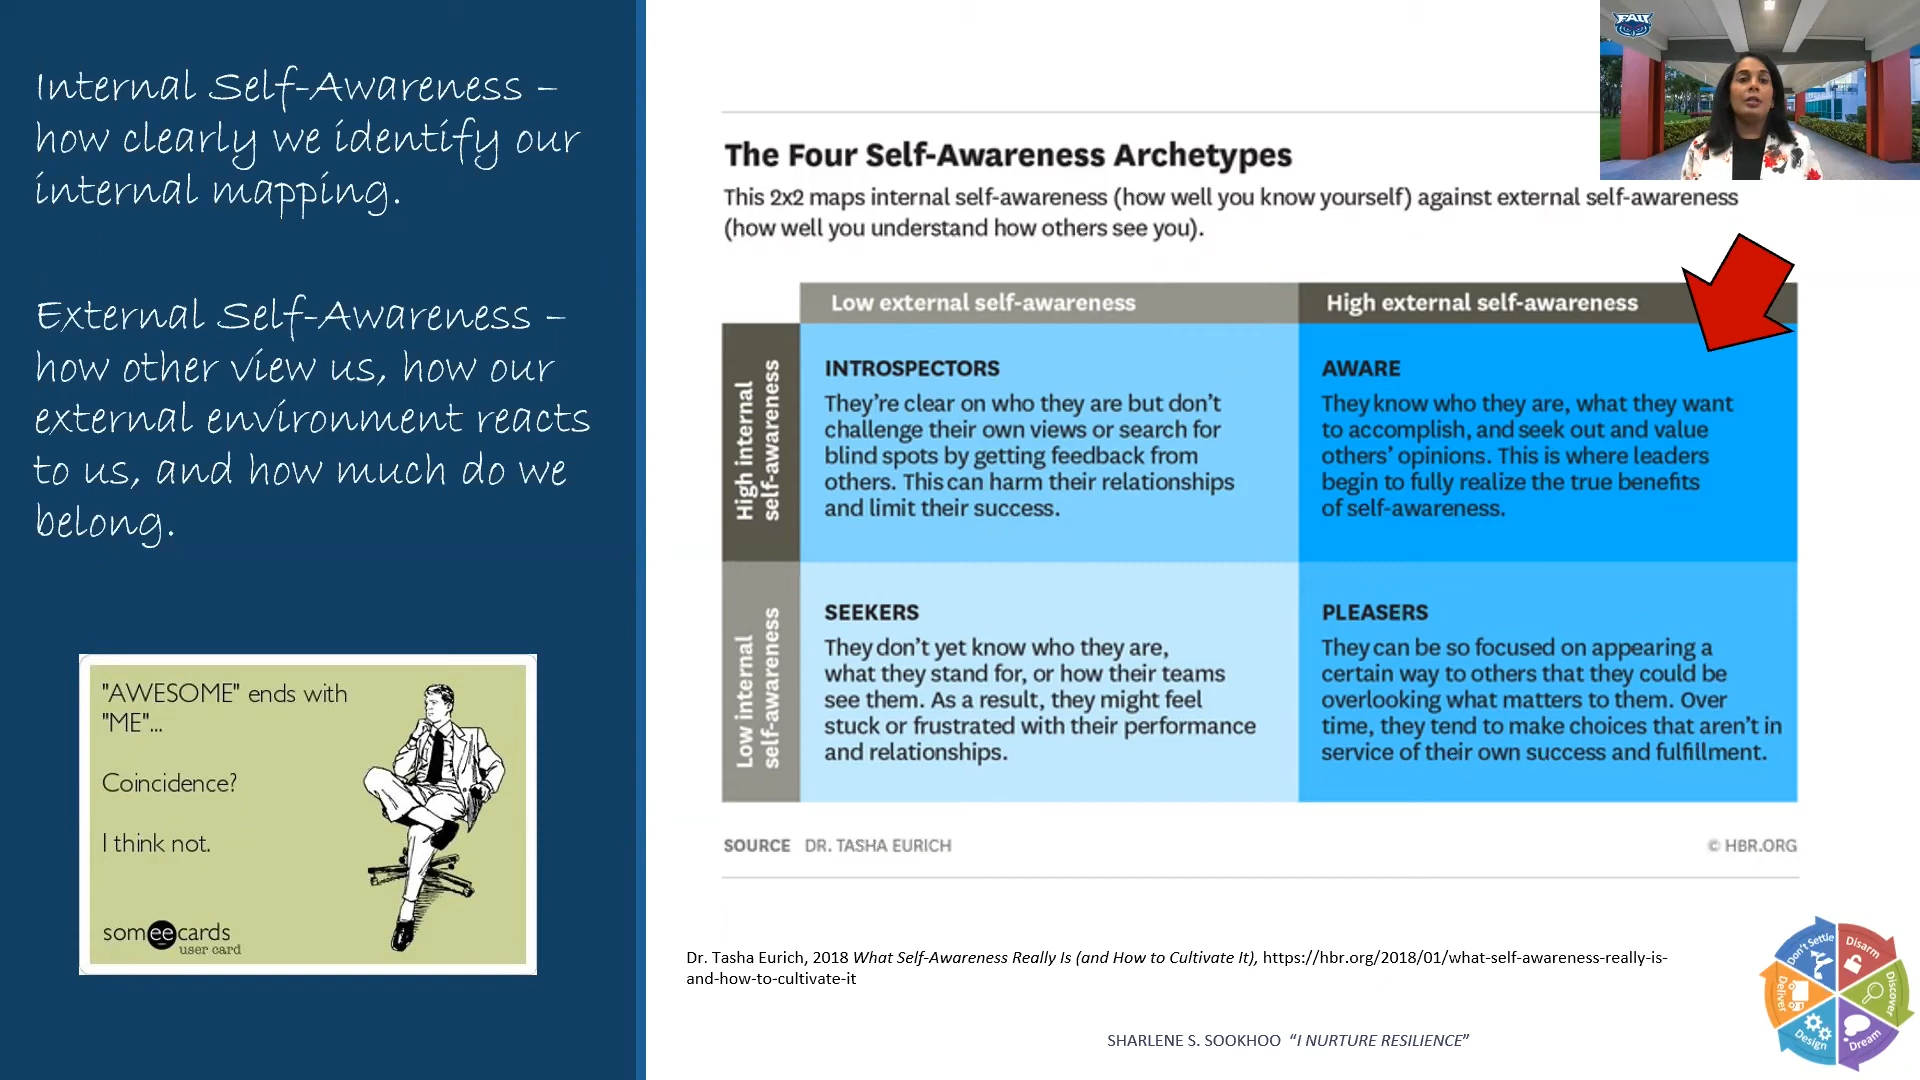 Internal Self-Awareness –
how clearly we identify our
internal mapping.
External Self-Awareness –
how other view us, how our
external environment reacts
to us, and how much do we
belong.
"AWESOME" ends with
"ME"...
Coincidence?
I think not.
somee cards
user card
FAU
The Four Self-Awareness Archetypes
This 2x2 maps internal self-awareness (how well you know yourself) against external self-awareness
(how well you understand how others see you).
Low external self-awareness
High external self-awareness
High internal
self-awareness
INTROSPECTORS
They're clear on who they are but don't
challenge their own views or search for
blind spots by getting feedback from
others. This can harm their relationships
and limit their success.
AWARE
They know who they are, what they want
to accomplish, and seek out and value
others' opinions. This is where leaders
begin to fully realize the true benefits
of self-awareness.
Low internal
self-awareness
SEEKERS
They don't yet know who they are,
what they stand for, or how their teams
see them. As a result, they might feel
stuck or frustrated with their performance
and relationships.
PLEASERS
They can be so focused on appearing a
certain way to others that they could be
overlooking what matters to them. Over
time, they tend to make choices that aren't in
service of their own success and fulfillment.
SOURCE DR. TASHA EURICH
© HBR.ORG
Dr. Tasha Eurich, 2018 What Self-Awareness Really Is (and How to Cultivate It), https://hbr.org/2018/01/what-self-awareness-really-is-
and-how-to-cultivate-it
SHARLENE S. SOOKHOO “I NURTURE RESILIENCE”
Don't Settle
Disarm
Discover
Dream
Design
Deliver